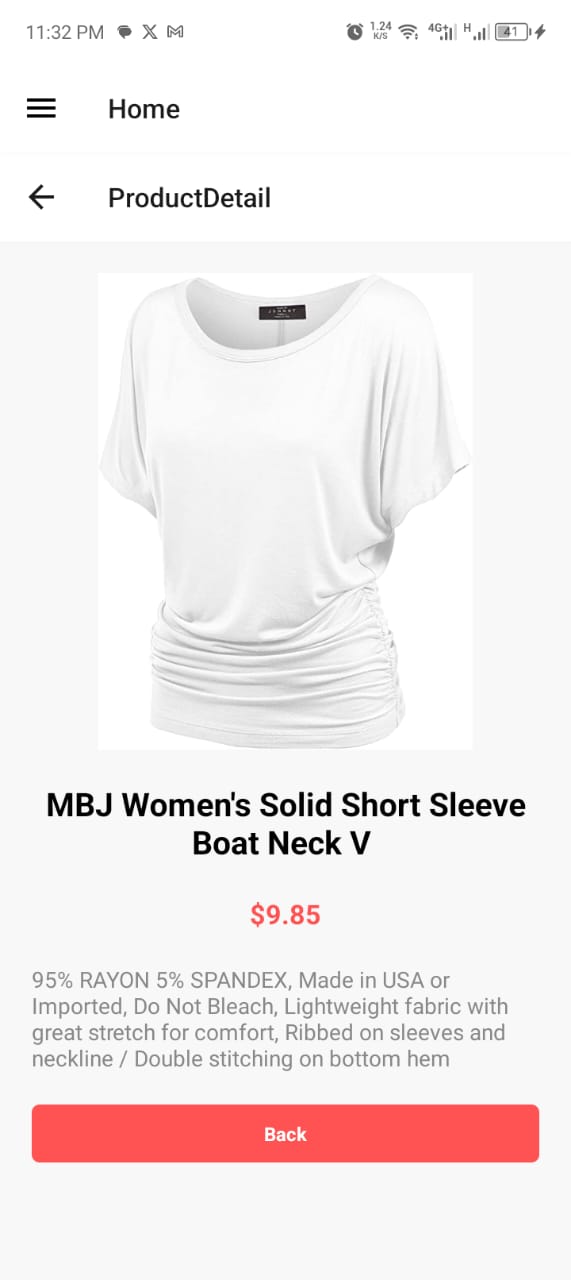 11:32 PM
1.24
K/S
4G+
H
41
Home
ProductDetail
MBJ Women's Solid Short Sleeve
Boat Neck V
$9.85
95% RAYON 5% SPANDEX, Made in USA or
Imported, Do Not Bleach, Lightweight fabric with
great stretch for comfort, Ribbed on sleeves and
neckline / Double stitching on bottom hem
Back